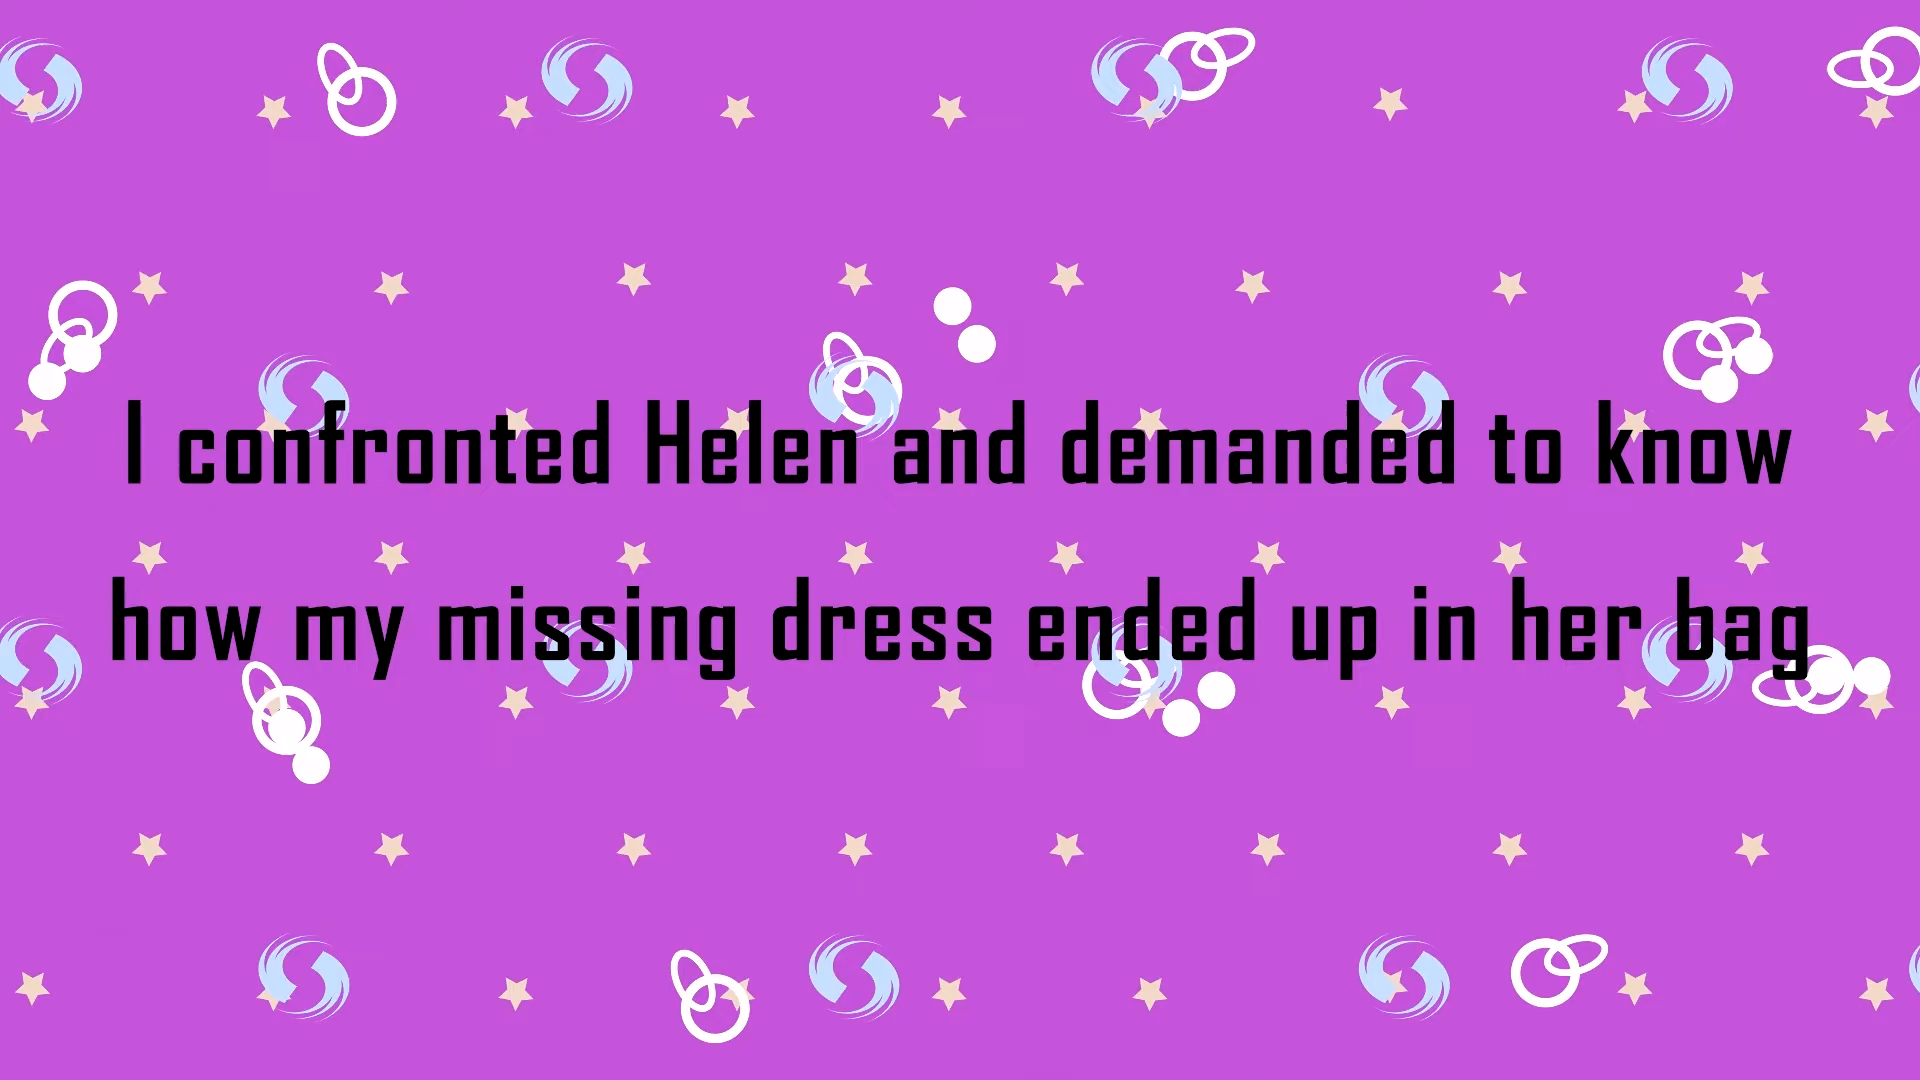 I confronted Helen and demanded to know
how my missing dress ended up in her bag